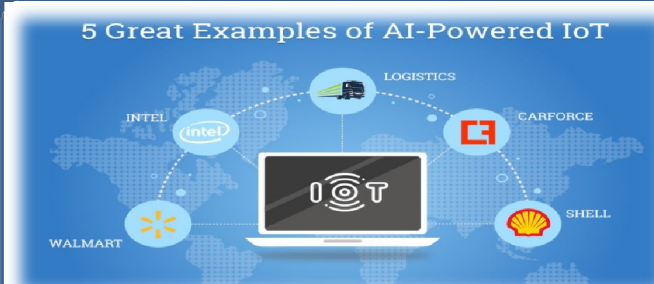 5 Great Examples of AI-Powered IoT
LOGISTICS
INTEL
CARFORCE
intel
IOT
SHELL
WALMART